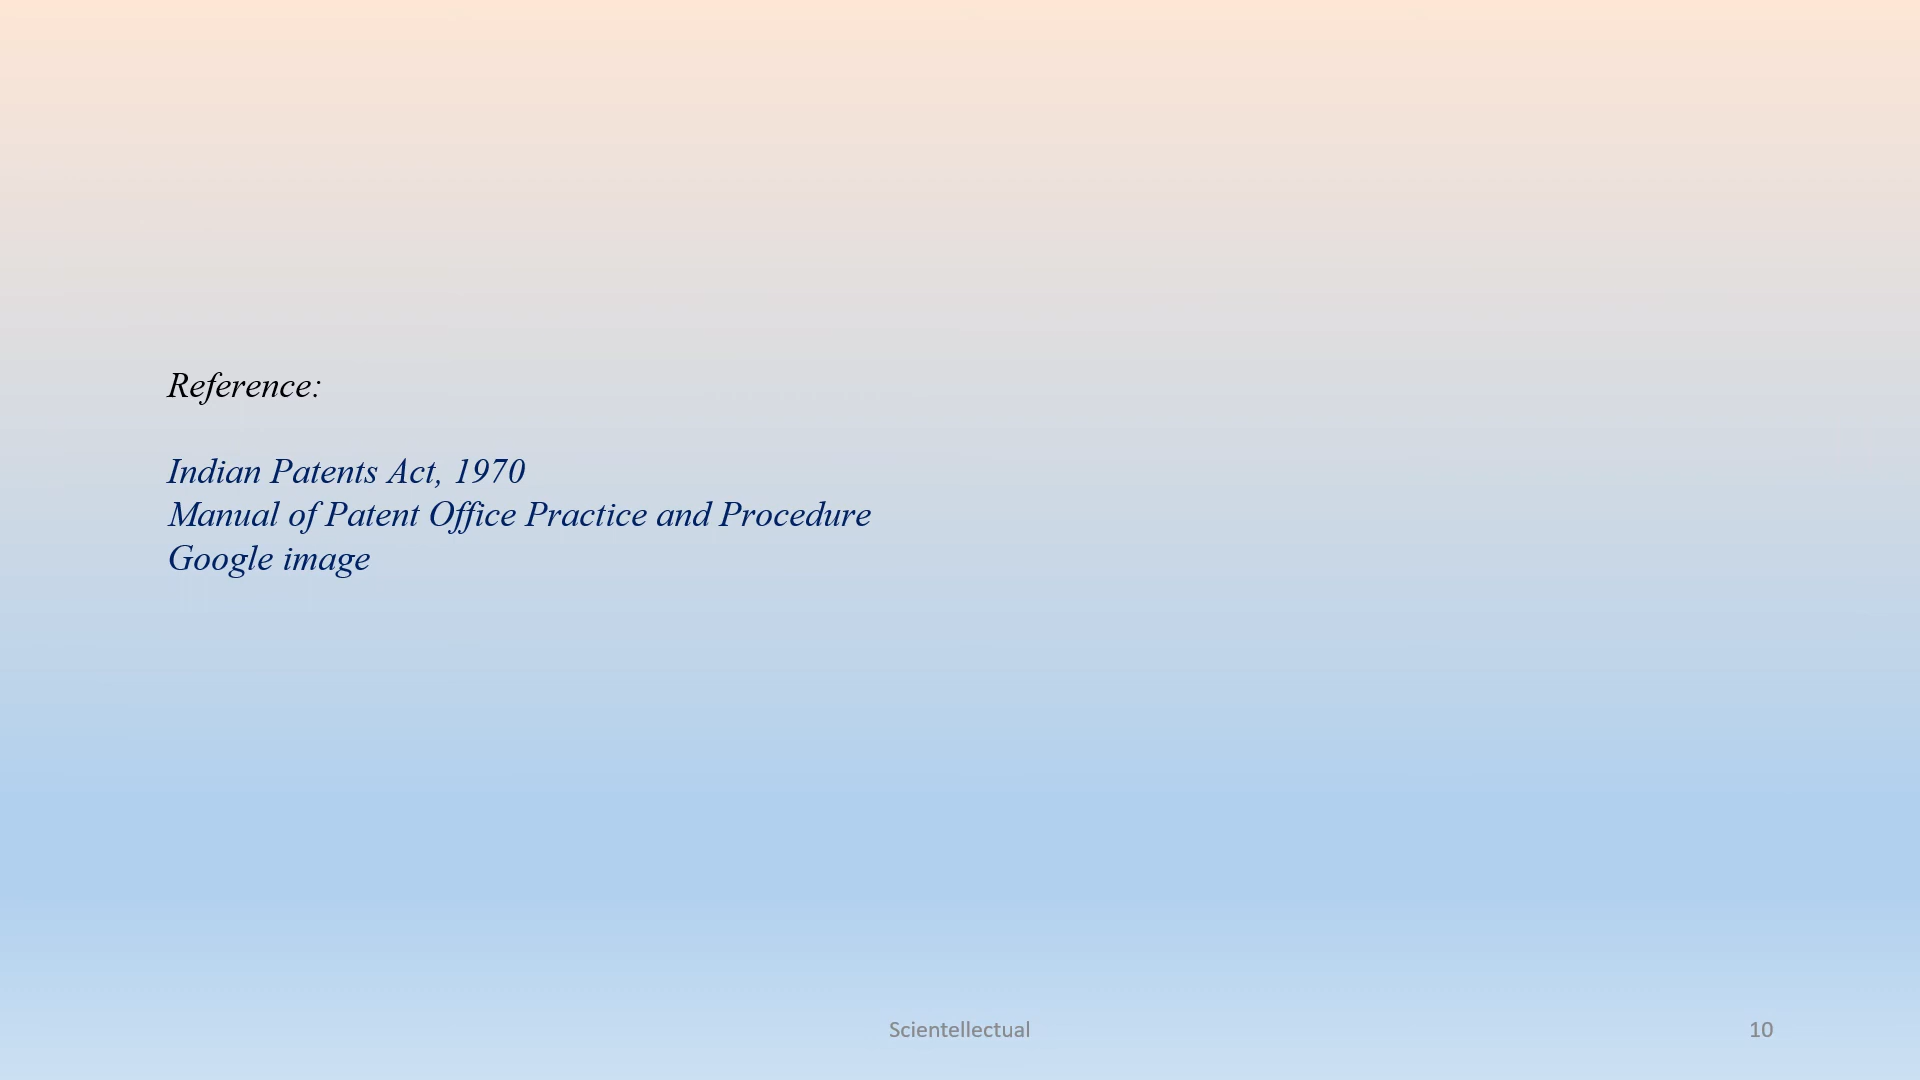 Reference:
Indian Patents Act, 1970
Manual of Patent Office Practice and Procedure
Google image
Scientellectual
10